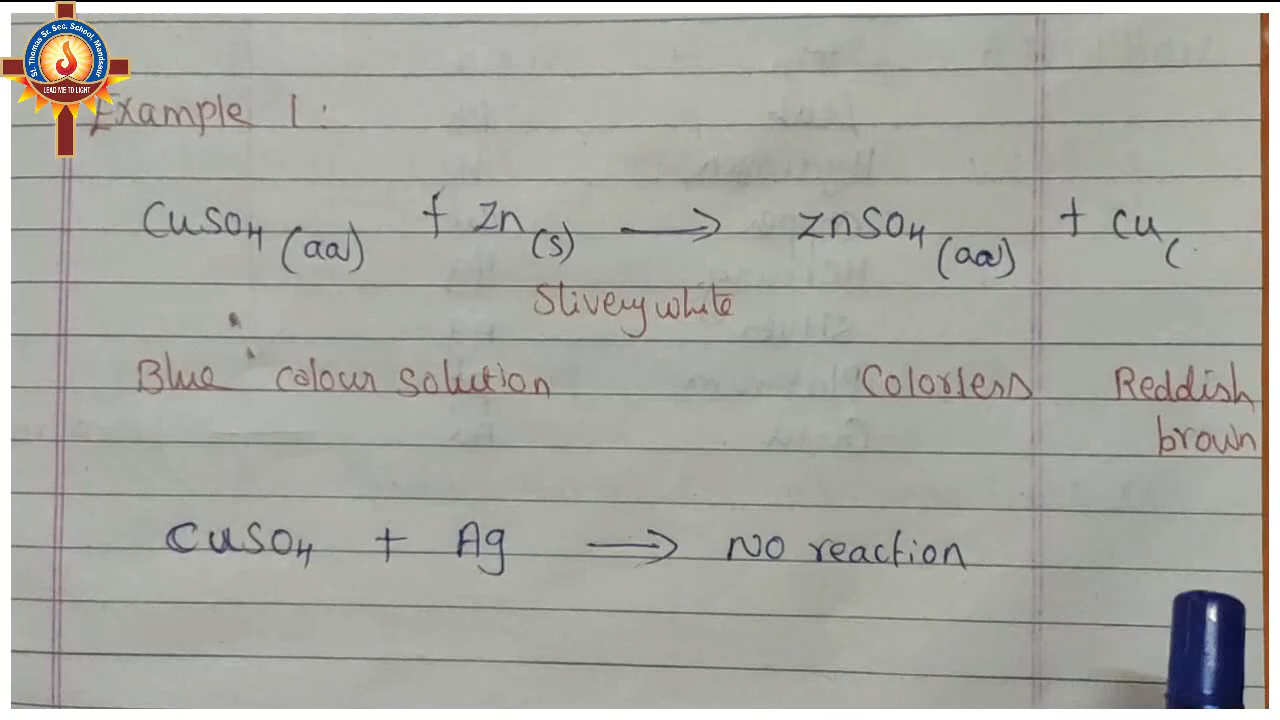 St. Thomas Sr. Sec. School, Mandsaur
LEAD ME TO LIGHT
Example 1:
CuSO4 (aq) + Zn (s) → ZnSO4 (aq) + Cu (
Slivery white
Blue colour solution Colorless Reddish
brown
CuSO4 + Ag → No reaction